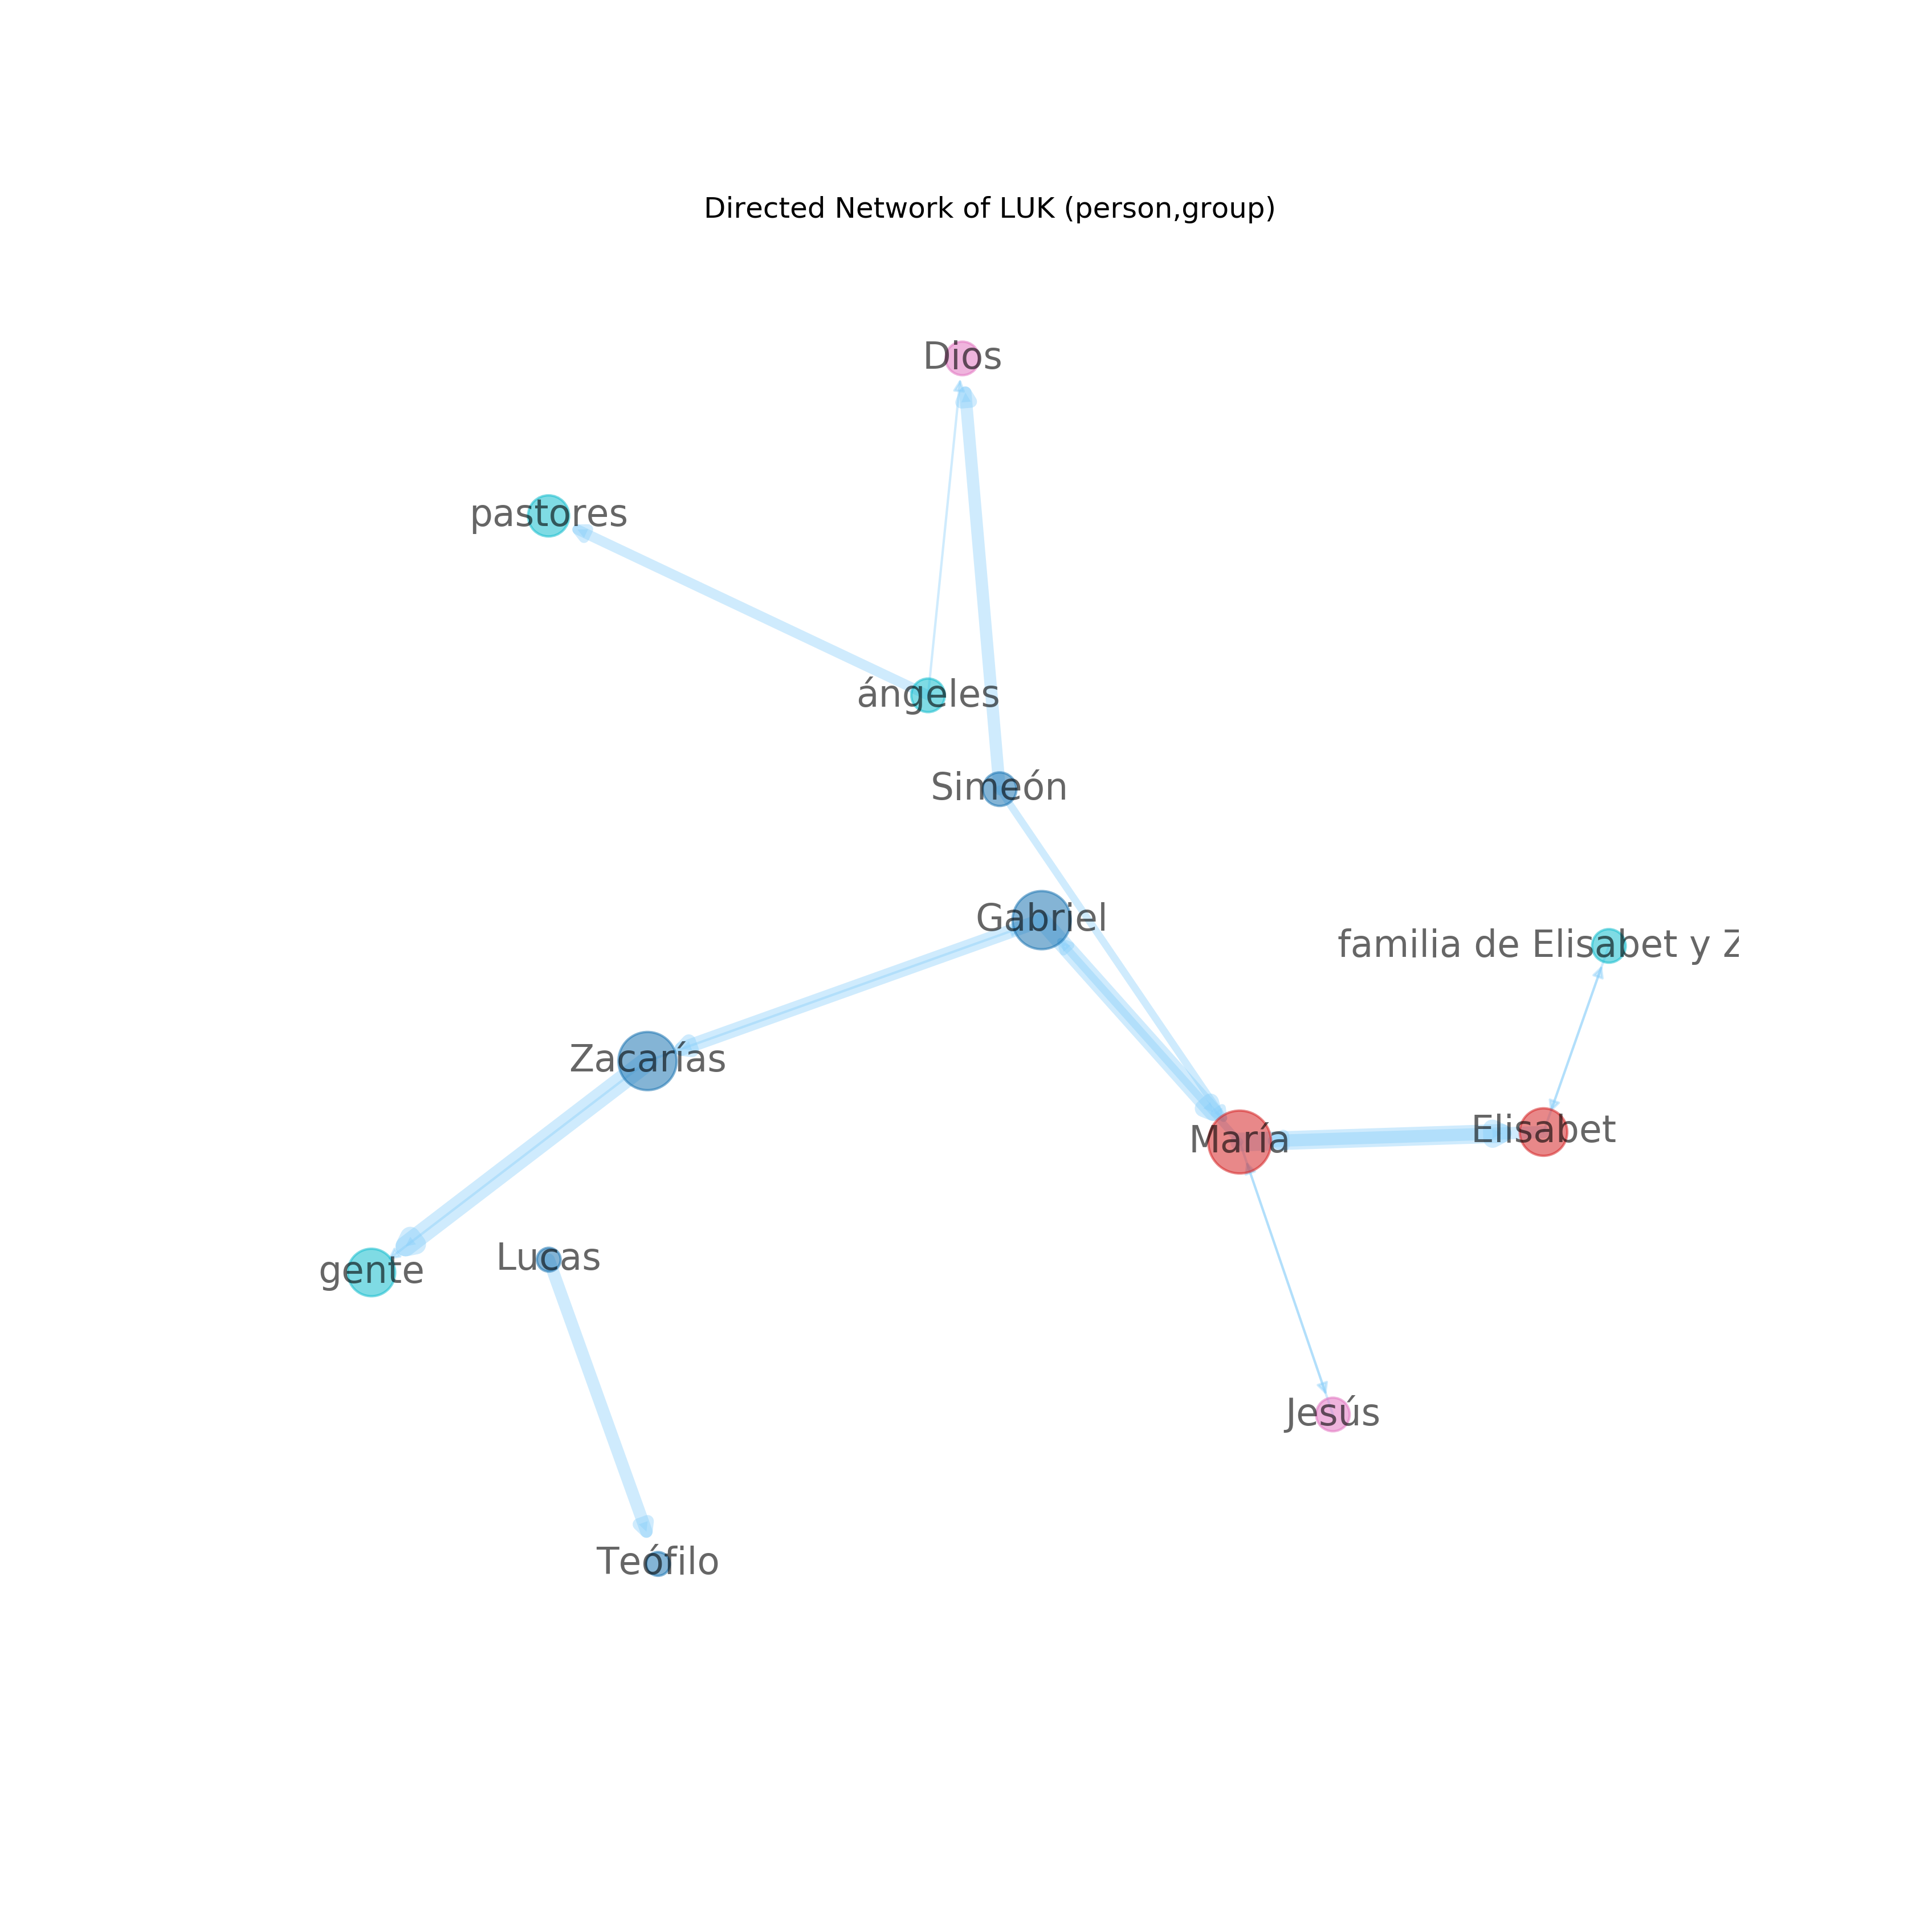 Directed Network of LUK (person,group)
Dios
pastores
ángeles
Simeón
Gabriel
familia de Elisabet y Z
Zacarías
María
Elisabet
Lucas
gente
Jesús
Teófilo